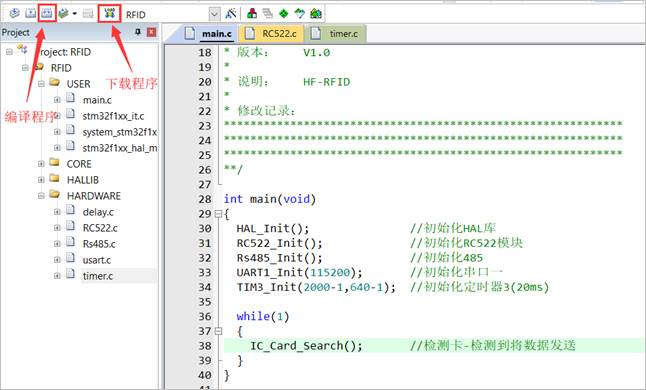 LOAD
RFID
Project
main.c
RC522.c
timer.c
Project: RFID
RFID
USER
main.c
stm32f1xx_it.c
system_stm32f1x
stm32f1xx_hal_m
CORE
HALLIB
HARDWARE
delay.c
RC522.c
Rs485.c
usart.c
timer.c
编译程序
下载程序
18 * 版本: V1.0
19 *
20 * 说明: HF-RFID
21 *
22 * 修改记录:
23 *********************************************************
24 *********************************************************
25 *********************************************************
26 **/
27
28 int main(void)
29 {
30 HAL_Init(); //初始化HAL库
31 RC522_Init(); //初始化RC522模块
32 Rs485_Init(); //初始化485
33 UART1_Init(115200); //初始化串口一
34 TIM3_Init(2000-1,640-1); //初始化定时器3(20ms)
35
36 while(1)
37 {
38 IC_Card_Search(); //检测卡-检测到将数据发送
39 }
40 }
41